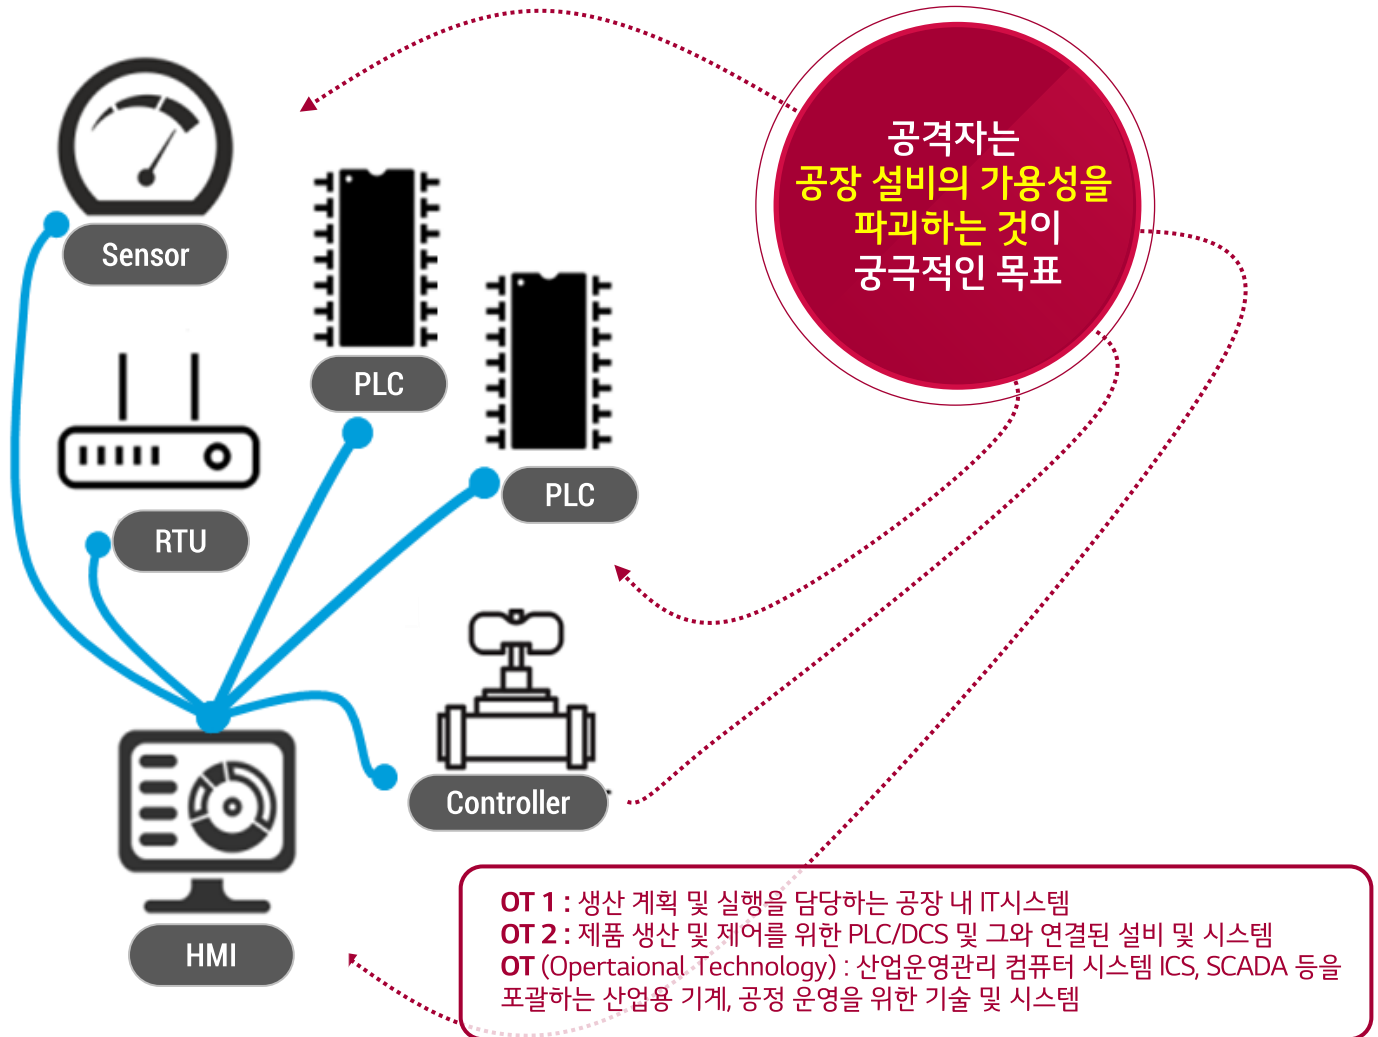 공격자는
공장 설비의 가용성을
파괴하는 것이
궁극적인 목표
Sensor
PLC
PLC
RTU
Controller
HMI
OT 1 : 생산 계획 및 실행을 담당하는 공장 내 IT시스템
OT 2 : 제품 생산 및 제어를 위한 PLC/DCS 및 그와 연결된 설비 및 시스템
OT (Opertaional Technology) : 산업운영관리 컴퓨터 시스템 ICS, SCADA 등을
포괄하는 산업용 기계, 공정 운영을 위한 기술 및 시스템